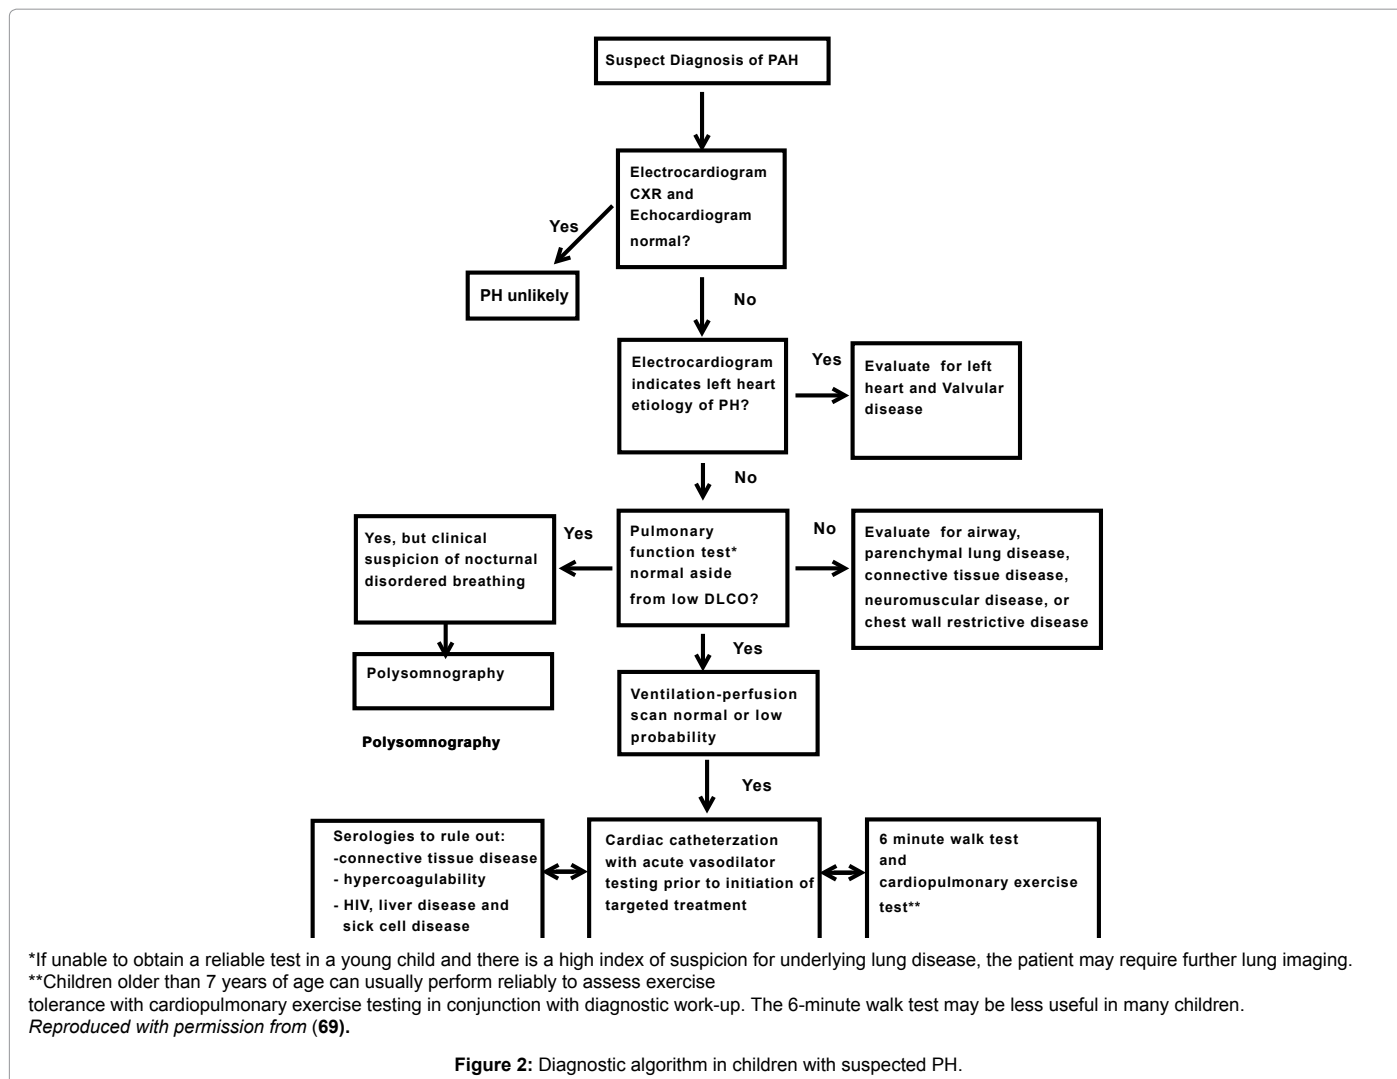 Suspect Diagnosis of PAH
Electrocardiogram
CXR and
Echocardiogram
normal?
Yes
PH unlikely
No
Electrocardiogram
indicates left heart
etiology of PH?
Yes
Evaluate for left
heart and Valvular
disease
No
Pulmonary
function test*
normal aside
from low DLCO?
Yes
Yes, but clinical
suspicion of nocturnal
disordered breathing
Polysomnography
Polysomnography
No
Evaluate for airway,
parenchymal lung disease,
connective tissue disease,
neuromuscular disease, or
chest wall restrictive disease
Yes
Ventilation-perfusion
scan normal or low
probability
Yes
Serologies to rule out:
-connective tissue disease
- hypercoagulability
- HIV, liver disease and
sick cell disease
Cardiac catheterzation
with acute vasodilator
testing prior to initiation of
targeted treatment
6 minute walk test
and
cardiopulmonary exercise
test**
*If unable to obtain a reliable test in a young child and there is a high index of suspicion for underlying lung disease, the patient may require further lung imaging.
**Children older than 7 years of age can usually perform reliably to assess exercise
tolerance with cardiopulmonary exercise testing in conjunction with diagnostic work-up. The 6-minute walk test may be less useful in many children.
Reproduced with permission from (69).
Figure 2: Diagnostic algorithm in children with suspected PH.